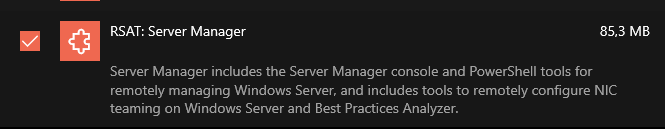 RSAT: Server Manager 85,3 MB
Server Manager includes the Server Manager console and PowerShell tools for
remotely managing Windows Server, and includes tools to remotely configure NIC
teaming on Windows Server and Best Practices Analyzer.